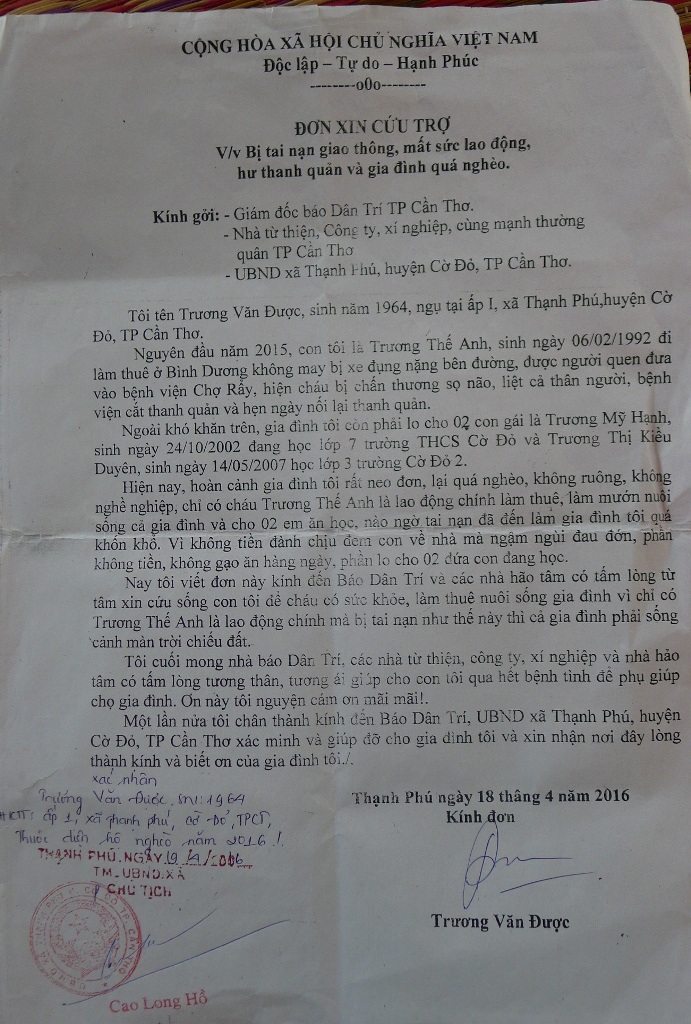 CỘNG HÒA XÃ HỘI CHỦ NGHĨA VIỆT NAM
Độc lập – Tự do – Hạnh Phúc
--------o0o--------
ĐƠN XIN CỨU TRỢ
V/v Bị tai nạn giao thông, mất sức lao động,
hư thanh quản và gia đình quá nghèo.
Kính gởi: - Giám đốc báo Dân Trí TP Cần Thơ.
- Nhà từ thiện, Công ty, xí nghiệp, cùng mạnh thường
quân TP Cần Thơ
- UBND xã Thạnh Phú, huyện Cờ Đỏ, TP Cần Thơ.
Tôi tên Trương Văn Được, sinh năm 1964, ngụ tại ấp I, xã Thạnh Phú,huyện Cờ
Đỏ, TP Cần Thơ.
Nguyên đầu năm 2015, con tôi là Trương Thế Anh, sinh ngày 06/02/1992 đi
làm thuê ở Bình Dương không may bị xe đụng nặng bên đường, được người quen đưa
vào bệnh viện Chợ Rẩy, hiện cháu bị chấn thương sọ não, liệt cả thân người, bệnh
viện cắt thanh quản và hẹn ngày nối lại thanh quản.
Ngoài khó khăn trên, gia đình tôi còn phải lo cho 02 con gái là Trương Mỹ Hạnh,
sinh ngày 24/10/2002 đang học lớp 7 trường THCS Cờ Đỏ và Trương Thị Kiều
Duyên, sinh ngày 14/05/2007 học lớp 3 trường Cờ Đỏ 2.
Hiện nay, hoàn cảnh gia đình tôi rất neo đơn, lại quá nghèo, không ruộng, không
nghề nghiệp, chỉ có cháu Trương Thế Anh là lao động chính làm thuê, làm mướn nuôi
sống cả gia đình và cho 02 em ăn học, nào ngờ tai nạn đã đến làm gia đình tôi quá
khốn khổ. Vì không tiền đành chịu đem con về nhà mà ngậm ngùi đau đớn, phần
không tiền, không gạo ăn hàng ngày, phần lo cho 02 đứa con đang học.
Nay tôi viết đơn này kính đến Báo Dân Trí và các nhà hão tâm có tấm lòng từ
tâm xin cứu sống con tôi để cháu có sức khỏe, làm thuê nuôi sống gia đình vì chỉ có
Trương Thế Anh là lao động chính mà bị tai nạn như thế này thì cả gia đình phải sống
cảnh màn trời chiếu đất.
Tôi cuối mong nhà báo Dân Trí, các nhà từ thiện, công ty, xí nghiệp và nhà hảo
tâm có tấm lòng tương thân, tương ái giúp cho con tôi qua hết bệnh tình để phụ giúp
cho gia đình. Ơn này tôi nguyện cám ơn mãi mãi!.
Một lần nữa tôi chân thành kính đến Báo Dân Trí, UBND xã Thạnh Phú, huyện
Cờ Đỏ, TP Cần Thơ xác minh và giúp đỡ cho gia đình tôi và xin nhận nơi đây lòng
thành kính và biết ơn của gia đình tôi./.
Thạnh Phú ngày 18 tháng 4 năm 2016
Kính đơn
Trương Văn Được
xác nhận
Trương Văn Được. SN: 1964
HKTT: ấp 1, xã Thạnh phú, Cờ Đỏ, TPCT,
Thuộc diện hộ nghèo năm 2016 !.
THẠNH PHÚ, NGÀY 19/4/2016
TM_UBND.XÃ
CHỦ TỊCH
Cao Long Hồ